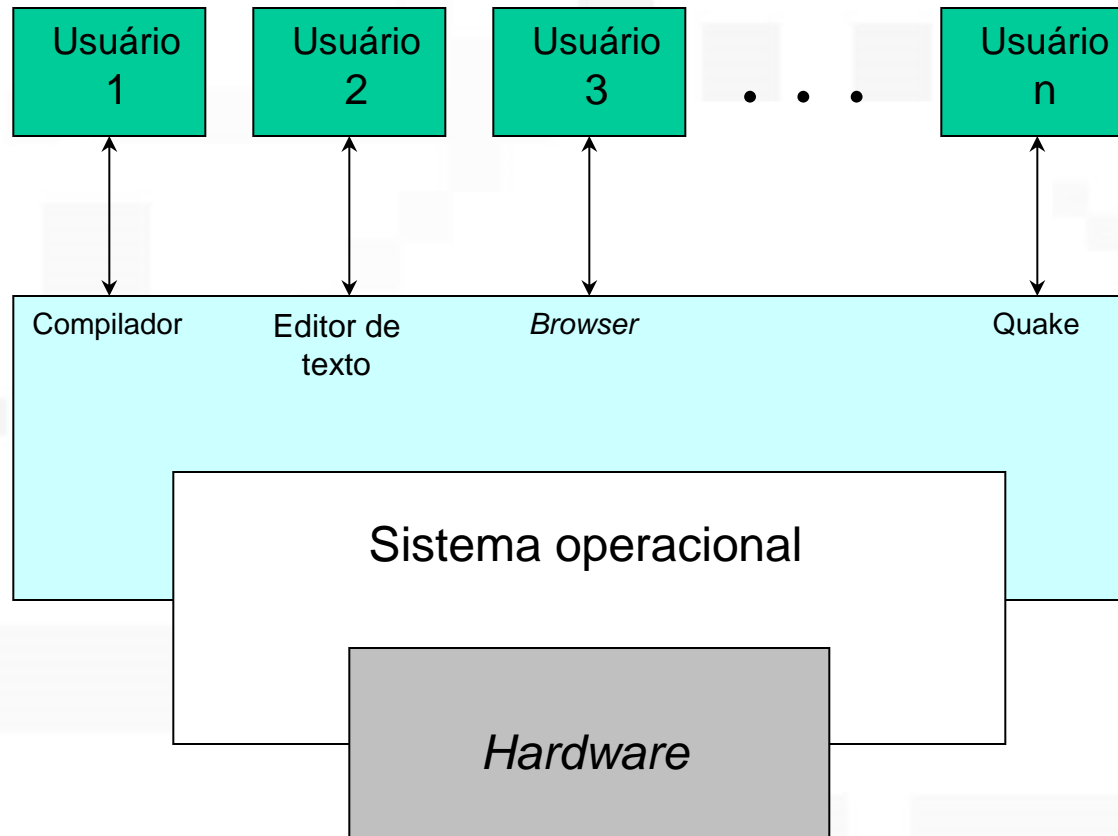 Usuário
1
Usuário
2
Usuário
3
. . .
Usuário
n
Compilador
Editor de
texto
Browser
Quake
Sistema operacional
Hardware